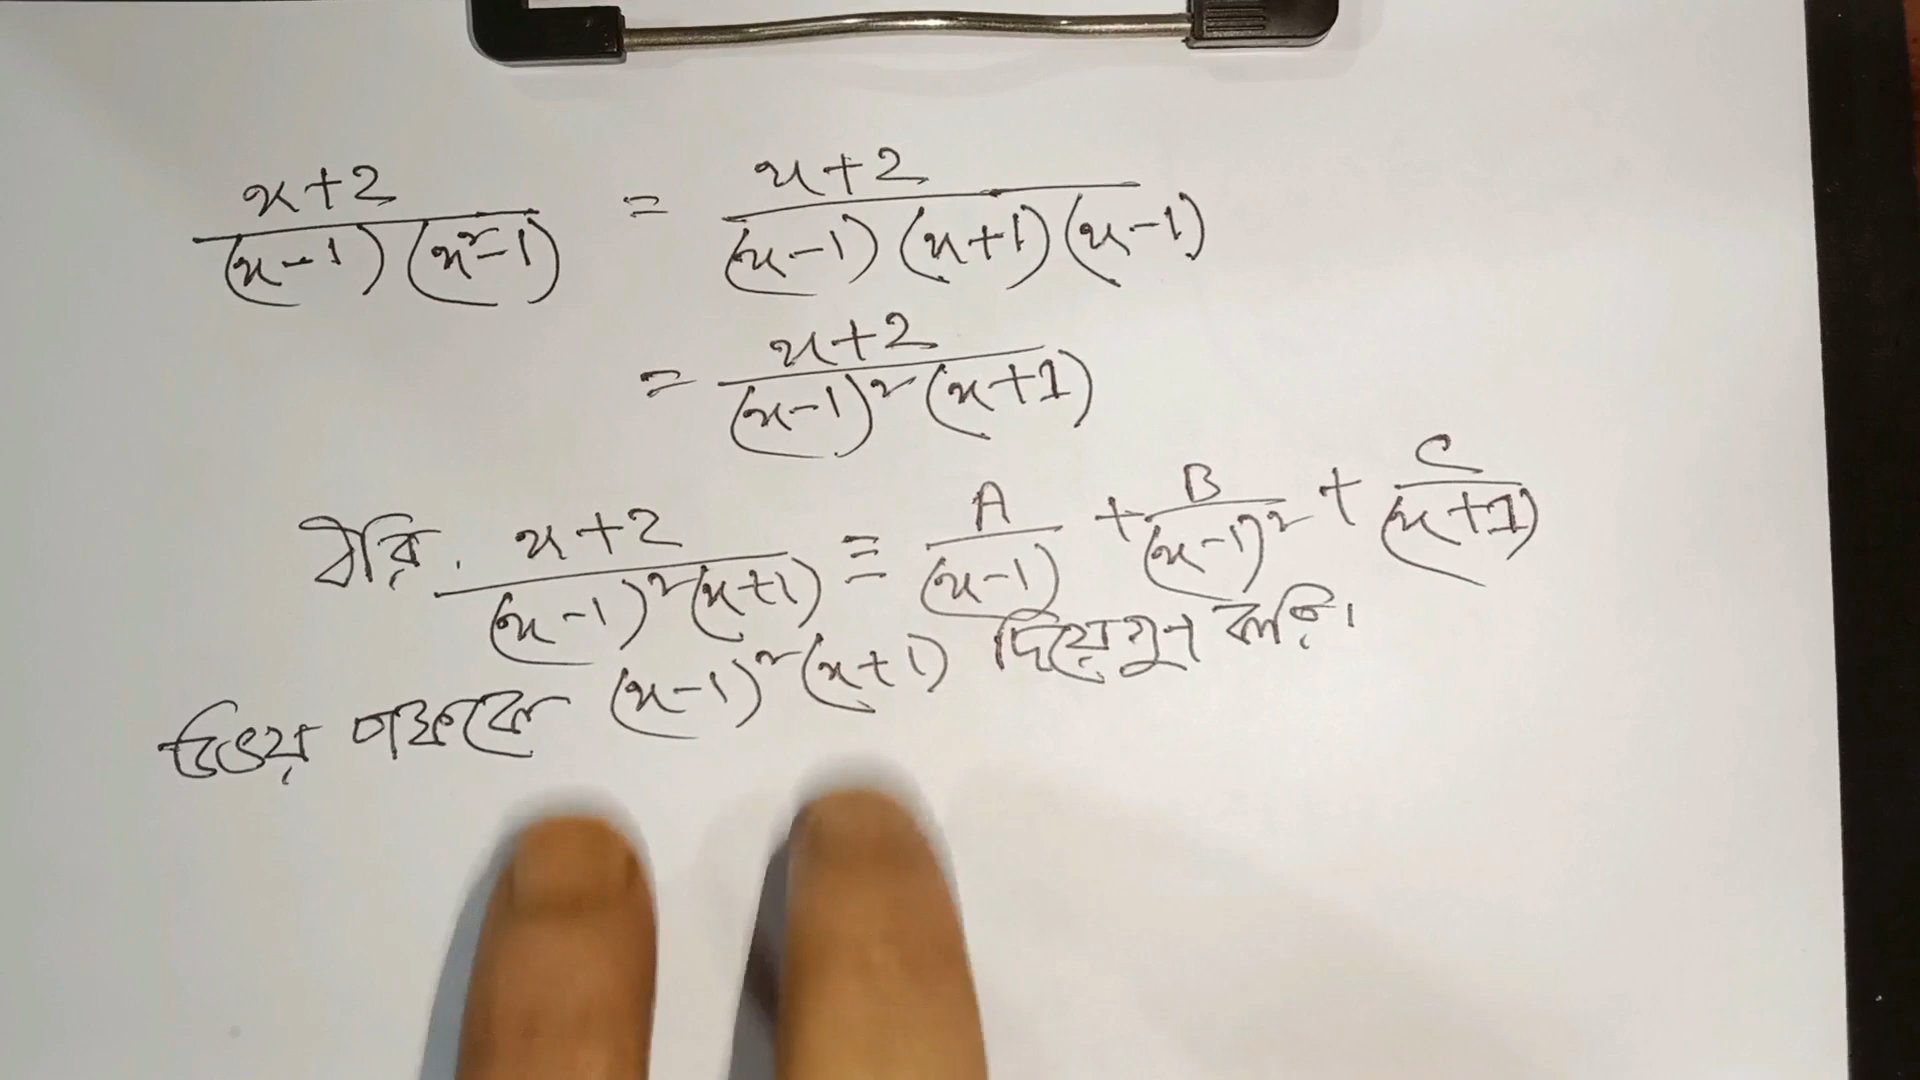 x+2/(x-1)(x²-1) = x+2/(x-1)(x+1)(x-1)
= x+2/(x-1)²(x+1)
ধরি, x+2/(x-1)²(x+1) = A/(x-1) + B/(x-1)² + C/(x+1)
উভয় পক্ষকে (x-1)²(x+1) দিয়ে গুণ করি।